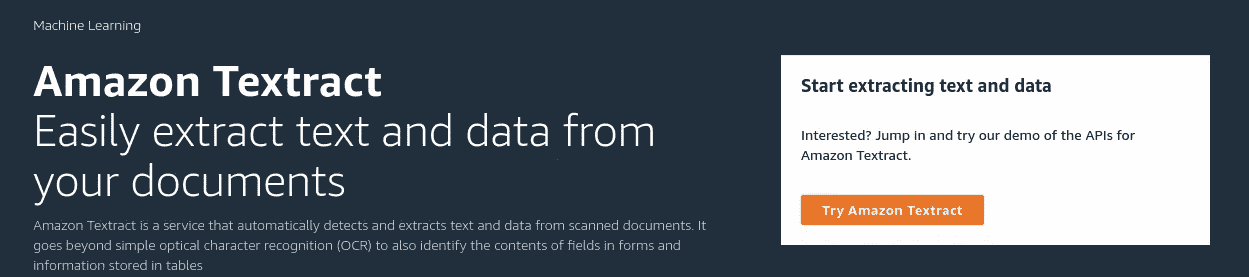 Machine Learning
Amazon Textract
Easily extract text and data from
your documents
Amazon Textract is a service that automatically detects and extracts text and data from scanned documents. It
goes beyond simple optical character recognition (OCR) to also identify the contents of fields in forms and
information stored in tables
Start extracting text and data
Interested? Jump in and try our demo of the APIs for
Amazon Textract.
Try Amazon Textract